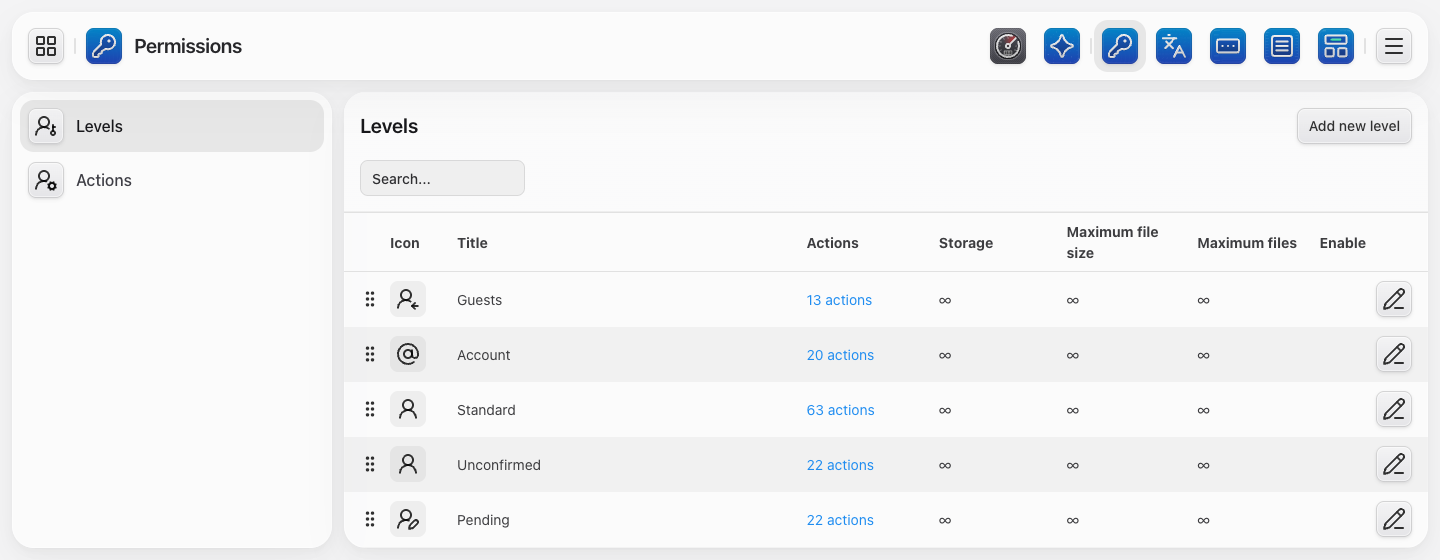 Permissions
Levels
Actions
Levels
Add new level
Search...
Icon Title Actions Storage Maximum file size Maximum files Enable
Guests 13 actions ∞ ∞ ∞
Account 20 actions ∞ ∞ ∞
Standard 63 actions ∞ ∞ ∞
Unconfirmed 22 actions ∞ ∞ ∞
Pending 22 actions ∞ ∞ ∞